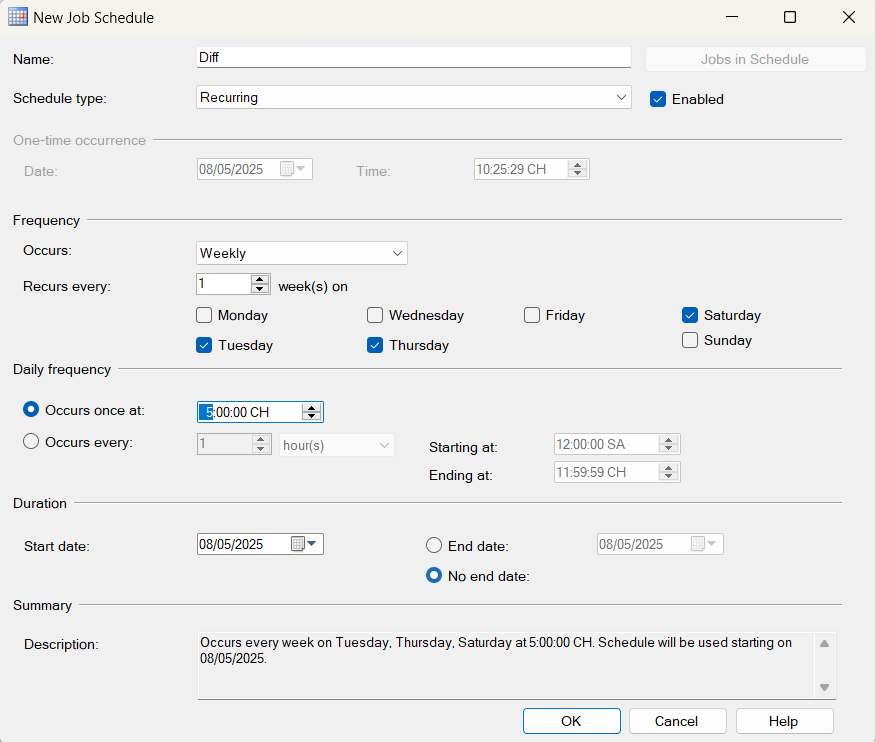 New Job Schedule
Name: Diff Jobs in Schedule
Schedule type: Recurring Enabled
One-time occurrence
Date: 08/05/2025 Time: 10:25:29 CH
Frequency
Occurs: Weekly
Recurs every: 1 week(s) on
Monday Wednesday Friday Saturday
Tuesday Thursday Sunday
Daily frequency
Occurs once at: 5:00:00 CH
Occurs every: 1 hour(s) Starting at: 12:00:00 SA
Ending at: 11:59:59 CH
Duration
Start date: 08/05/2025 End date: 08/05/2025
No end date:
Summary
Description: Occurs every week on Tuesday, Thursday, Saturday at 5:00:00 CH. Schedule will be used starting on
08/05/2025.
OK Cancel Help